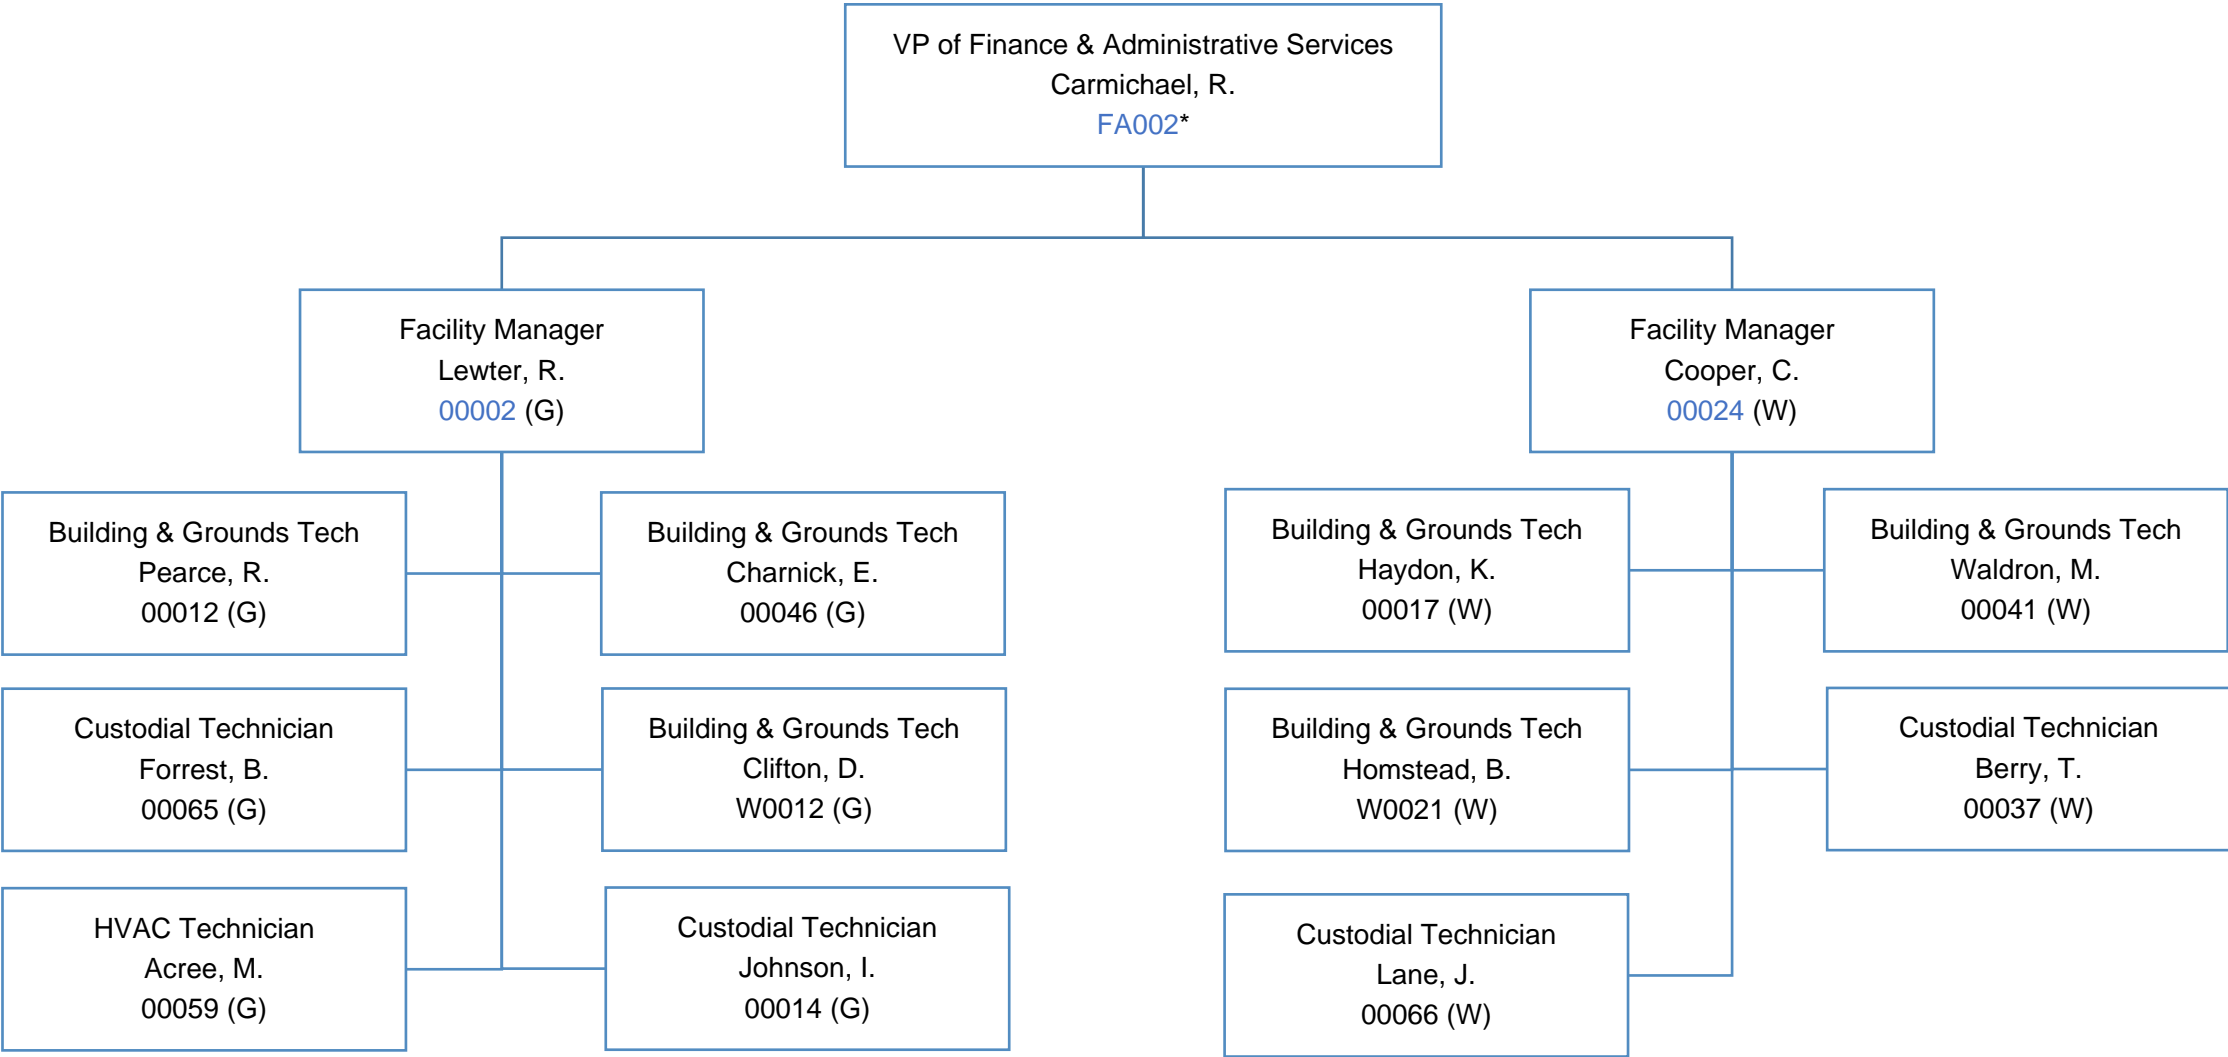 VP of Finance & Administrative Services
Carmichael, R.
FA002*
Facility Manager
Lewter, R.
00002 (G)
Facility Manager
Cooper, C.
00024 (W)
Building & Grounds Tech
Pearce, R.
00012 (G)
Building & Grounds Tech
Charnick, E.
00046 (G)
Building & Grounds Tech
Haydon, K.
00017 (W)
Building & Grounds Tech
Waldron, M.
00041 (W)
Custodial Technician
Forrest, B.
00065 (G)
Building & Grounds Tech
Clifton, D.
W0012 (G)
Building & Grounds Tech
Homstead, B.
W0021 (W)
Custodial Technician
Berry, T.
00037 (W)
HVAC Technician
Acree, M.
00059 (G)
Custodial Technician
Johnson, I.
00014 (G)
Custodial Technician
Lane, J.
00066 (W)